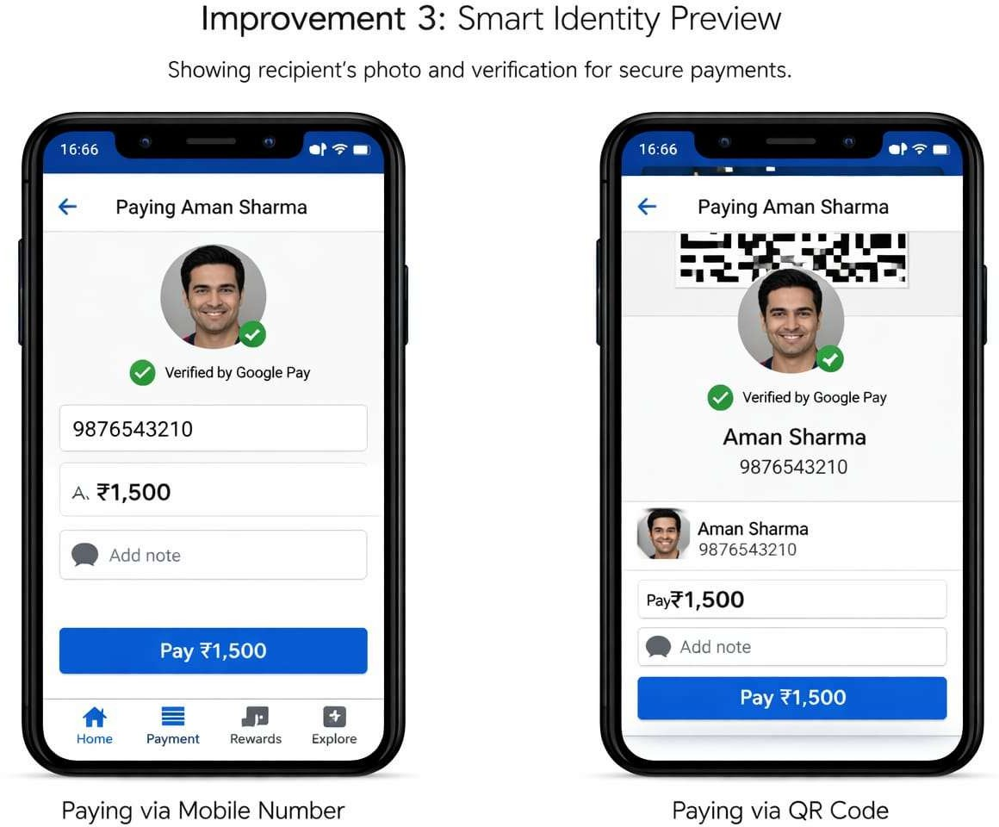 Improvement 3: Smart Identity Preview
Showing recipient's photo and verification for secure payments.
16:66
Paying Aman Sharma
Verified by Google Pay
9876543210
₹1,500
Add note
Pay ₹1,500
Home Payment Rewards Explore
Paying via Mobile Number
16:66
Paying Aman Sharma
Verified by Google Pay
Aman Sharma
9876543210
Aman Sharma
9876543210
Pay₹1,500
Add note
Pay ₹1,500
Paying via QR Code